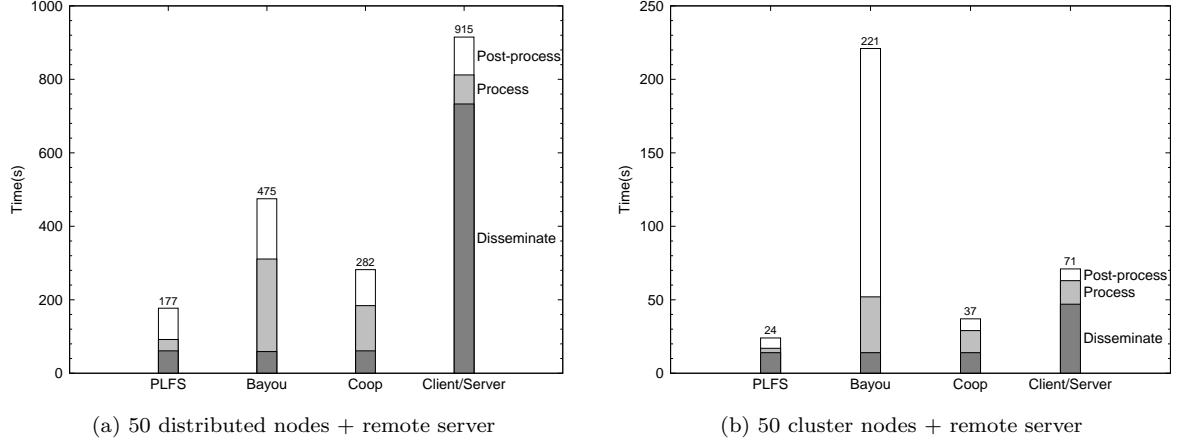 1000
800
600
400
200
0
Time(s)
177
475
282
915
Post-process
Process
Disseminate
PLFS Bayou Coop Client/Server
(a) 50 distributed nodes + remote server
250
200
150
100
50
0
Time(s)
24
221
37
71
Post-process
Process
Disseminate
PLFS Bayou Coop Client/Server
(b) 50 cluster nodes + remote server